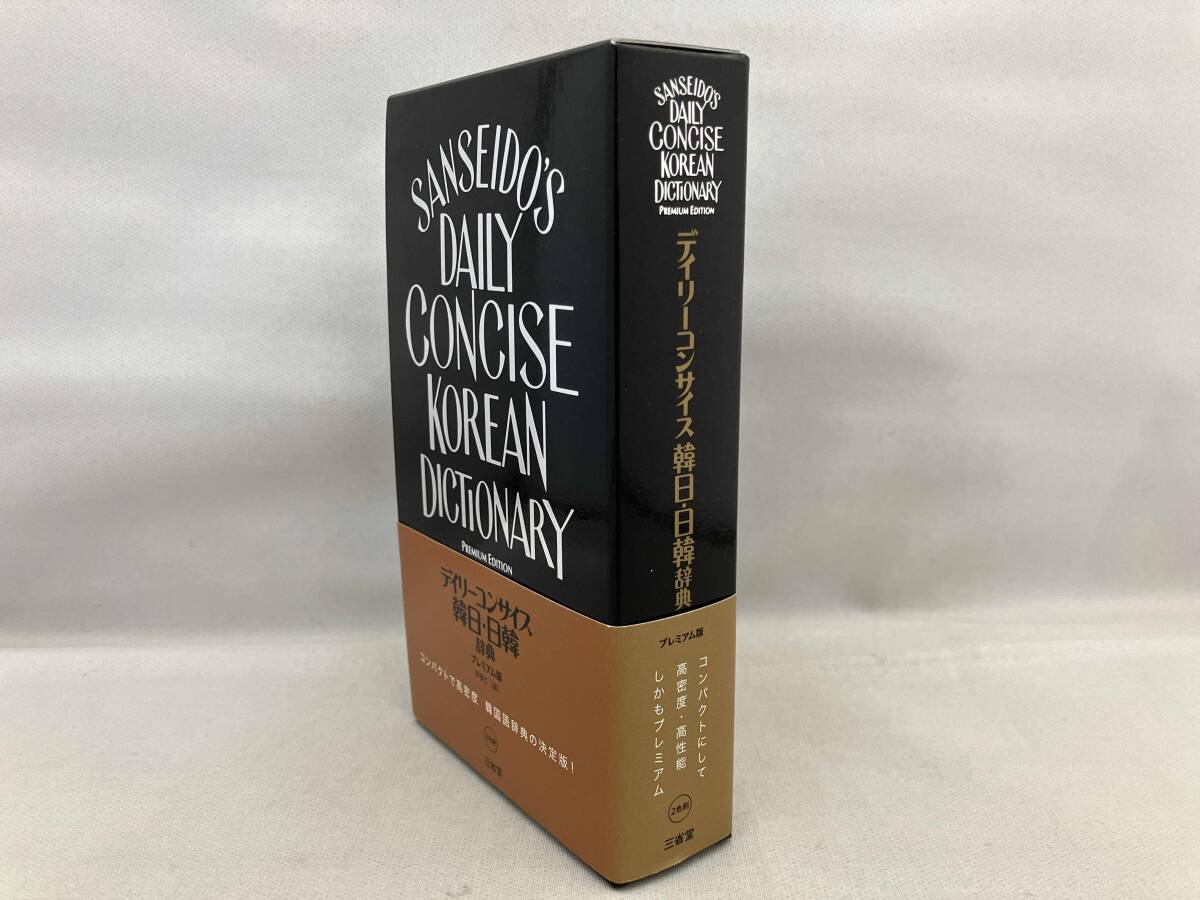 SANSEIDO'S
DAILY
CONCISE
KOREAN
DICTIONARY
PREMIUM EDITION
デイリーコンサイス
韓日・日韓
辞典
プレミアム版
コンパクトで高密度 韓国語辞典の決定版!
2色刷
三省堂
SANSEIDO'S
DAILY
CONCISE
KOREAN
DICTIONARY
PREMIUM EDITION
デイリーコンサイス韓日・日韓辞典
プレミアム版
コンパクトにして
高密度・高性能
しかもプレミアム
2色刷
三省堂